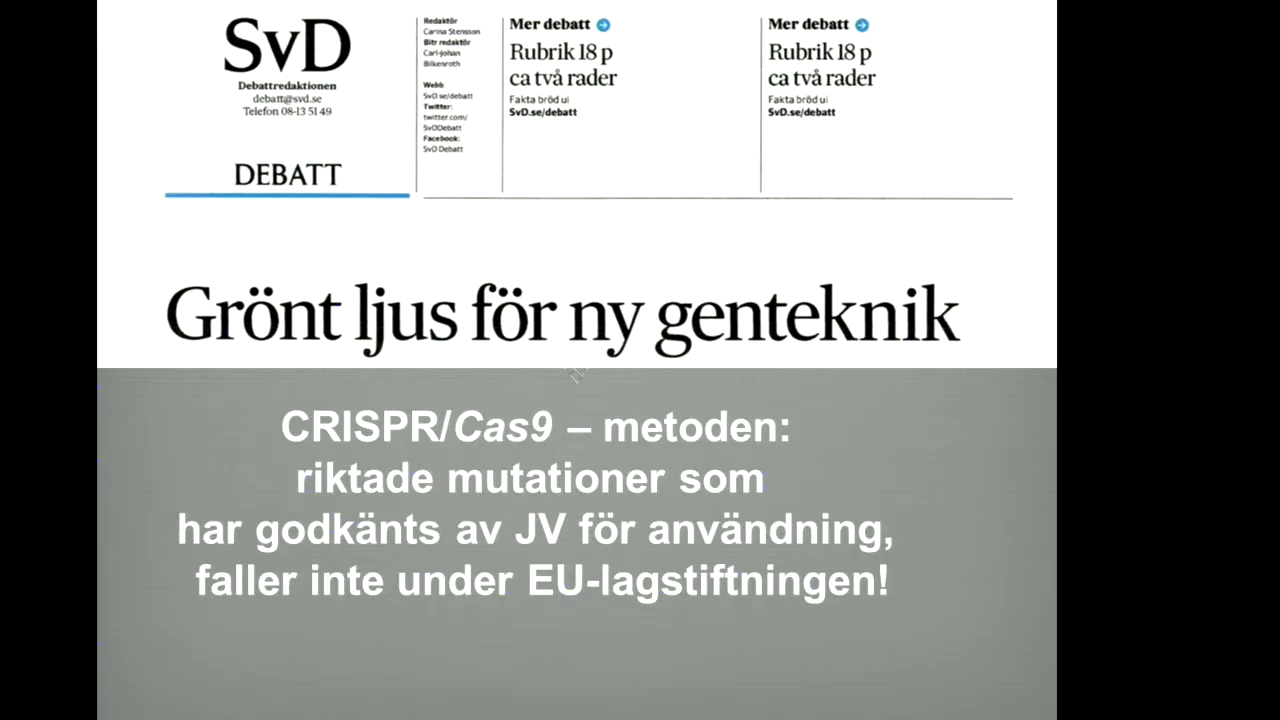 SvD
Debattredaktionen
debatt@svd.se
Telefon 08-13 51 49
DEBATT
Redaktör
Carina Stensson
Bitr redaktör
Carl-Johan
Bilkenroth
Webb:
SvD.se/debatt
Twitter:
twitter.com/
SvDDebatt
Facebook:
SvD Debatt
Mer debatt
Rubrik 18 p
ca två rader
Fakta bröd ui
SvD.se/debatt
Mer debatt
Rubrik 18 p
ca två rader
Fakta bröd ui
SvD.se/debatt
Grönt ljus för ny genteknik
CRISPR/Cas9 – metoden:
riktade mutationer som
har godkänts av JV för användning,
faller inte under EU-lagstiftningen!